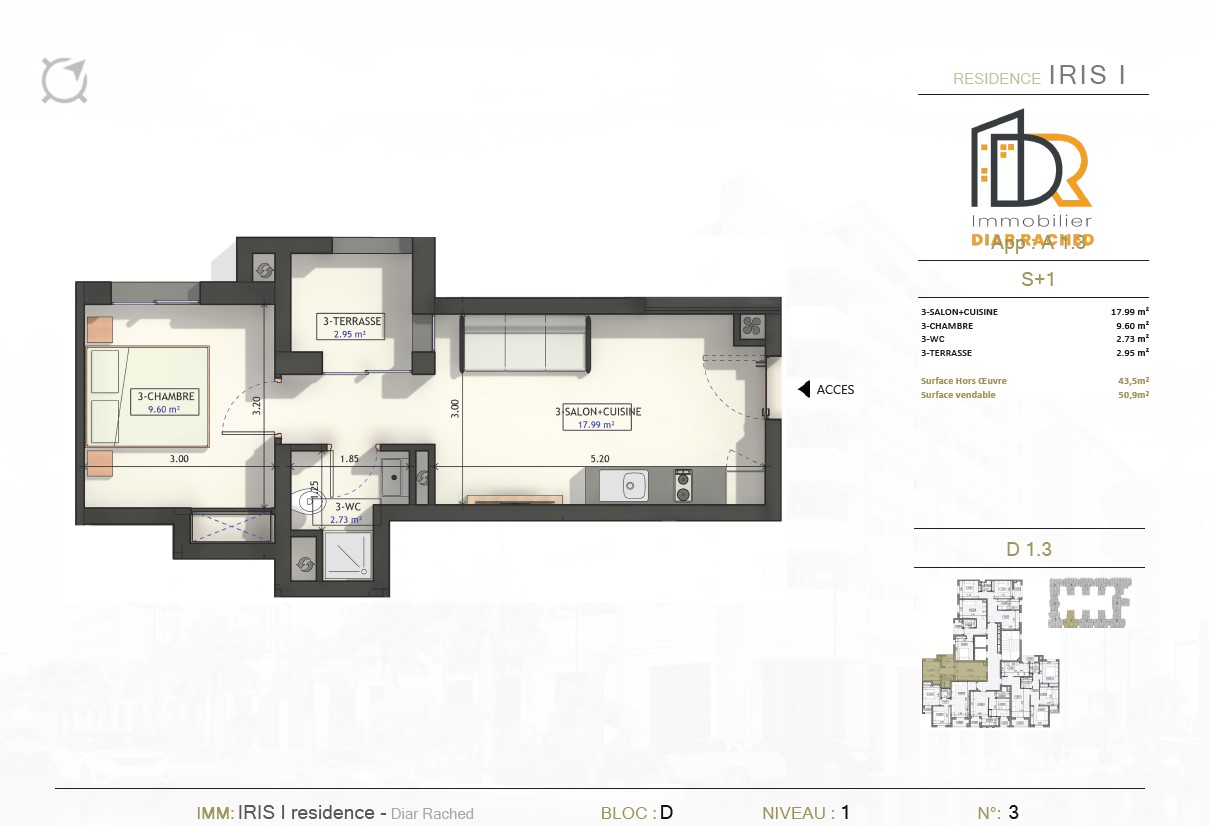 RESIDENCE IRIS I
DR
Immobilier
DIAR RACHED
App : A 1.3
S+1
3-SALON+CUISINE 17.99 m²
3-CHAMBRE 9.60 m²
3-WC 2.73 m²
3-TERRASSE 2.95 m²
Surface Hors Œuvre 43,5m²
Surface vendable 50,9m²
3-TERRASSE
2.95 m²
3-CHAMBRE
9.60 m²
3.20
3.00
3-SALON+CUISINE
17.99 m²
ACCES
3.00
1.85
5.20
.25
3-WC
2.73 m²
D 1.3
IMM: IRIS I residence - Diar Rached BLOC : D NIVEAU : 1 N°: 3